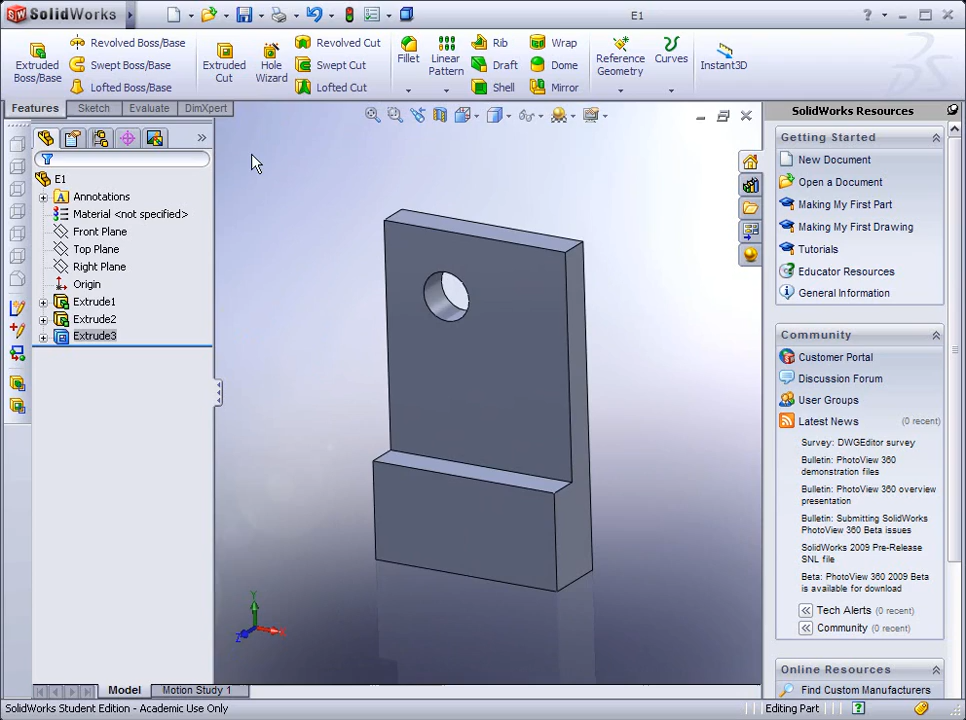 SolidWorks
E1
Extruded
Boss/Base
Revolved Boss/Base
Swept Boss/Base
Lofted Boss/Base
Extruded
Cut
Hole
Wizard
Revolved Cut
Swept Cut
Lofted Cut
Fillet
Linear
Pattern
Rib
Draft
Shell
Wrap
Dome
Mirror
Reference
Geometry
Curves
Instant3D
Features
Sketch
Evaluate
DimXpert
E1
Annotations
Material <not specified>
Front Plane
Top Plane
Right Plane
Origin
Extrude1
Extrude2
Extrude3
Y
X
Z
SolidWorks Resources
Getting Started
New Document
Open a Document
Making My First Part
Making My First Drawing
Tutorials
Educator Resources
General Information
Community
Customer Portal
Discussion Forum
User Groups
Latest News (0 recent)
Survey: DWGEditor survey
Bulletin: PhotoView 360
demonstration files
Bulletin: PhotoView 360 overview
presentation
Bulletin: Submitting SolidWorks
PhotoView 360 Beta issues
SolidWorks 2009 Pre-Release
SNL file
Beta: PhotoView 360 2009 Beta
is available for download
Tech Alerts (0 recent)
Community (0 recent)
Online Resources
Find Custom Manufacturers
Model
Motion Study 1
SolidWorks Student Edition - Academic Use Only
Editing Part